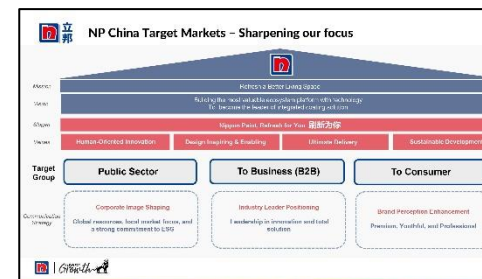 n 立邦 NP China Target Markets – Sharpening our focus
n
Mission Refresh a Better Living Space
Vision Building the most valuable ecosystem platform with technology
To become the leader of integrated coating
Slogan Nippon Paint, Refresh for You 刷新为你
Values Human-Oriented Innovation Design Inspiring & Enabling Ultimate Delivery Sustainable Development
Target Group Public Sector To Business (B2B) To Consumer
Communication Strategy
Corporate Image Shaping
Global resources, local market focus, and
a strong commitment to ESG
Industry Leader Positioning
Leadership in innovation and total
solution
Brand Perception Enhancement
Premium, Youthful, and Professional
n Growth